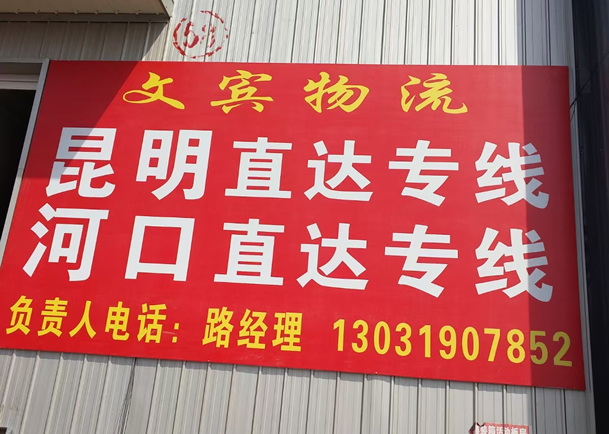 58
文宾物流
昆明直达专线
河口直达专线
负责人电话：路经理 13031907852